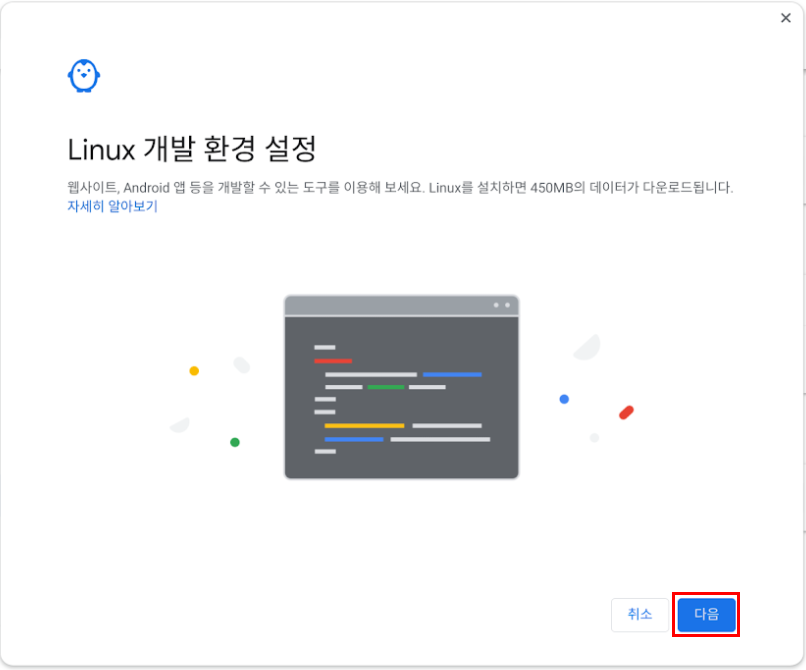 Linux 개발 환경 설정
웹사이트, Android 앱 등을 개발할 수 있는 도구를 이용해 보세요. Linux를 설치하면 450MB의 데이터가 다운로드됩니다.
자세히 알아보기
취소
다음